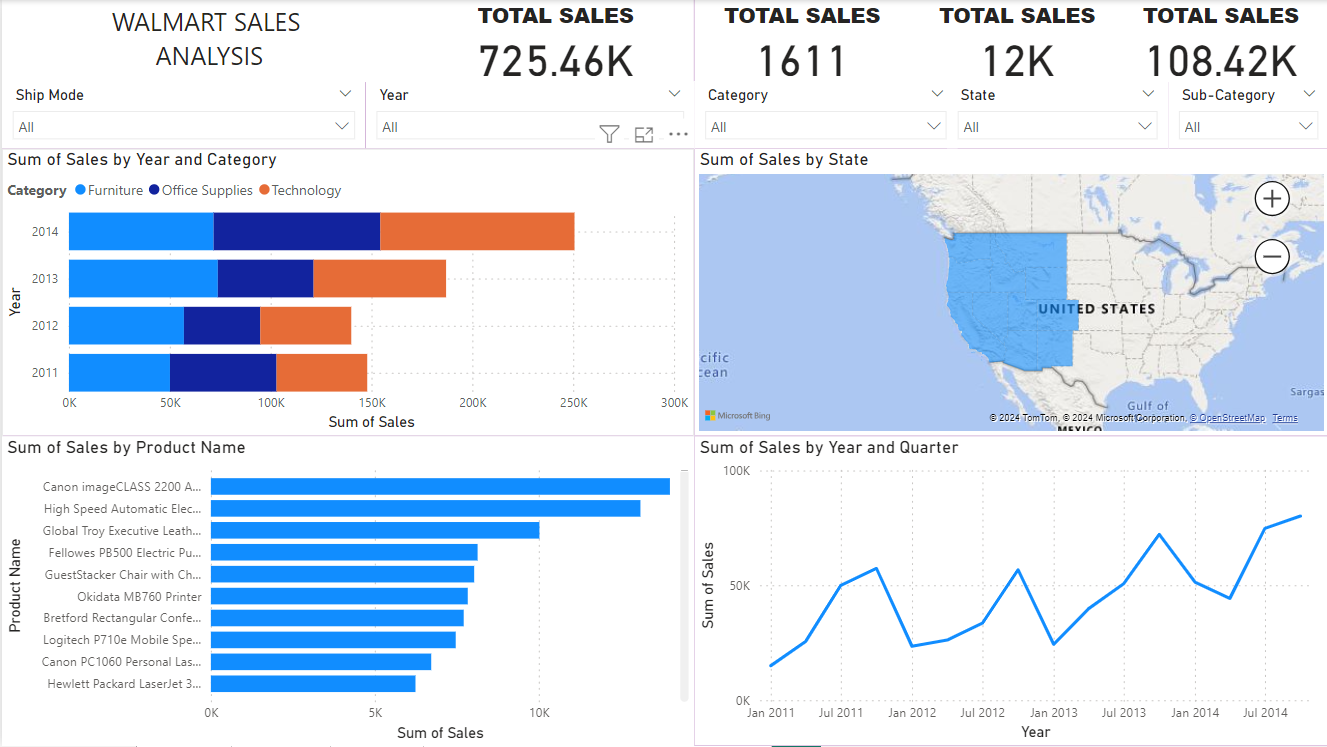 WALMART SALES
ANALYSIS
TOTAL SALES
725.46K
TOTAL SALES
1611
TOTAL SALES
12K
TOTAL SALES
108.42K
Ship Mode
All
Year
All
Category
All
State
All
Sub-Category
All
Sum of Sales by Year and Category
Category Furniture Office Supplies Technology
Year
2014
2013
2012
2011
0K 50K 100K 150K 200K 250K 300K
Sum of Sales
Sum of Sales by State
UNITED STATES
cific
cean
Sargas
Gulf of
MEXICO
Microsoft Bing
© 2024 TomTom, © 2024 Microsoft Corporation, © OpenStreetMap Terms
Sum of Sales by Product Name
Product Name
Canon imageCLASS 2200 A...
High Speed Automatic Elec...
Global Troy Executive Leath...
Fellowes PB500 Electric Pu...
GuestStacker Chair with Ch...
Okidata MB760 Printer
Bretford Rectangular Confe...
Logitech P710e Mobile Spe...
Canon PC1060 Personal Las...
Hewlett Packard LaserJet 3...
0K 5K 10K
Sum of Sales
Sum of Sales by Year and Quarter
Sum of Sales
100K
50K
0K
Jan 2011 Jul 2011 Jan 2012 Jul 2012 Jan 2013 Jul 2013 Jan 2014 Jul 2014
Year